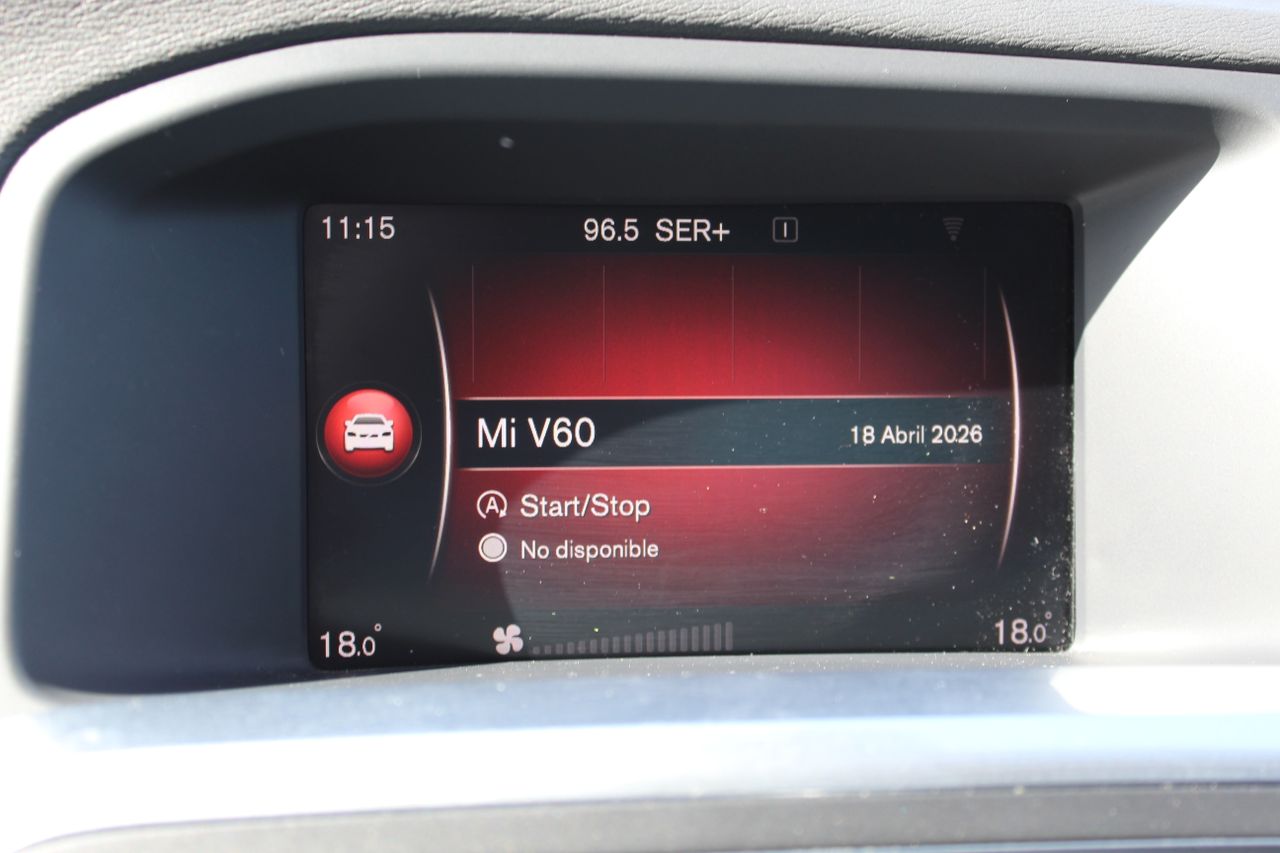 11:15 96.5 SER+ I
Mi V60 18 Abril 2026
A Start/Stop
No disponible
18.0° 18.0°